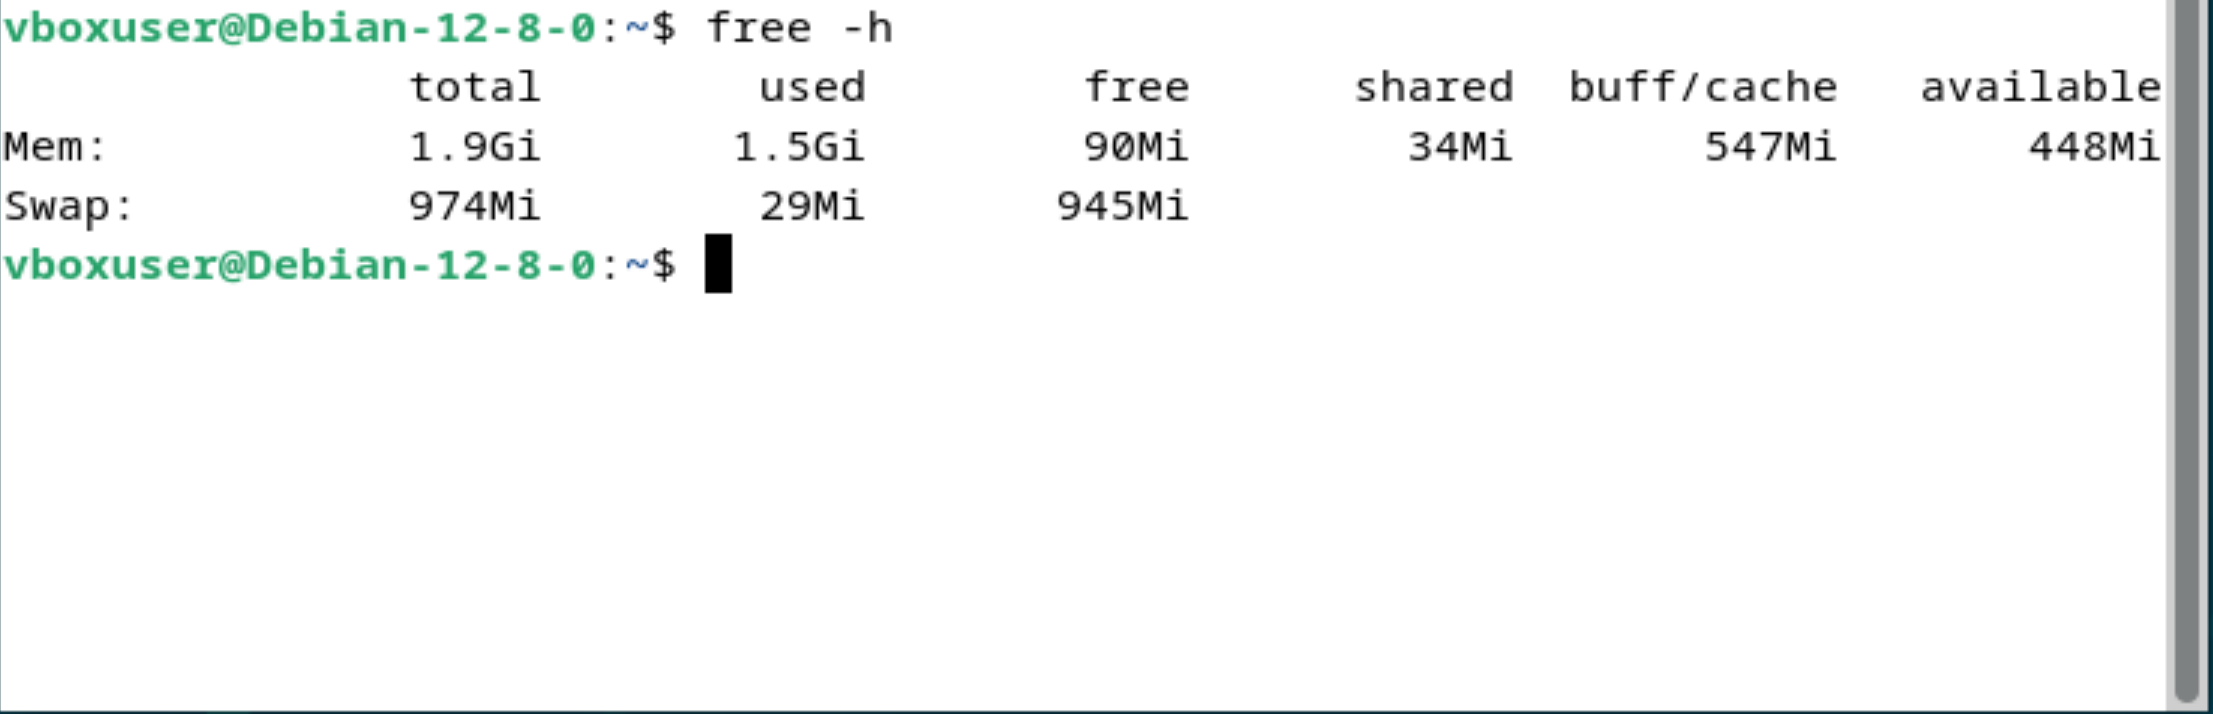 vboxuser@Debian-12-8-0:~$ free -h
               total        used        free      shared  buff/cache   available
Mem:           1.9Gi       1.5Gi        90Mi        34Mi       547Mi       448Mi
Swap:          974Mi        29Mi       945Mi
vboxuser@Debian-12-8-0:~$